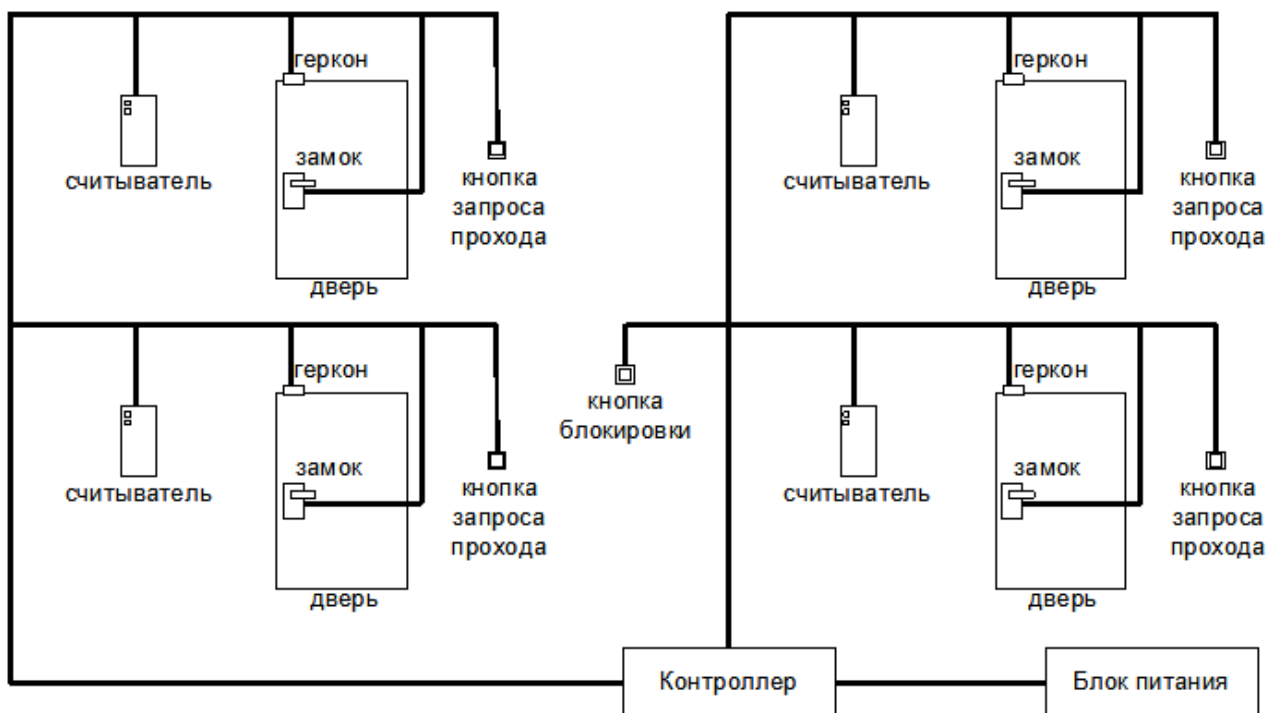 геркон
замок
считыватель
кнопка
запроса
прохода
дверь
геркон
замок
считыватель
кнопка
запроса
прохода
дверь
геркон
замок
считыватель
кнопка
запроса
прохода
дверь
кнопка
блокировки
геркон
замок
считыватель
кнопка
запроса
прохода
дверь
Контроллер
Блок питания